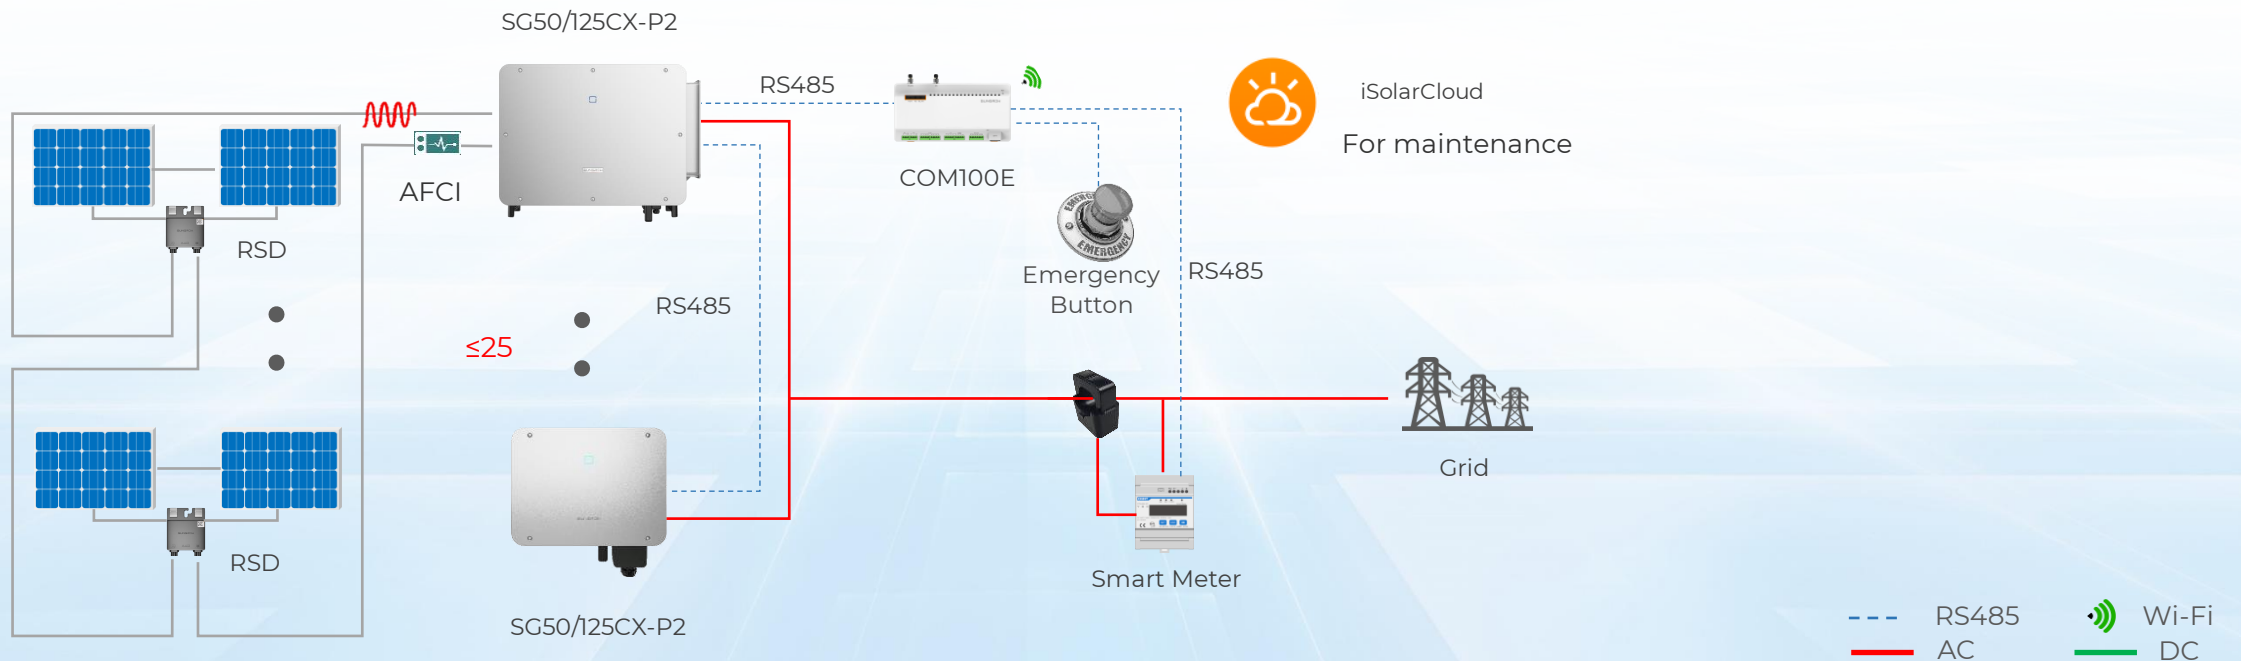 SG50/125CX-P2
RS485
iSolarCloud
For maintenance
AFCI
COM100E
RSD
EMERGENCY
Emergency
Button
RS485
RS485
≤25
Grid
RSD
Smart Meter
SG50/125CX-P2
RS485
Wi-Fi
AC
DC